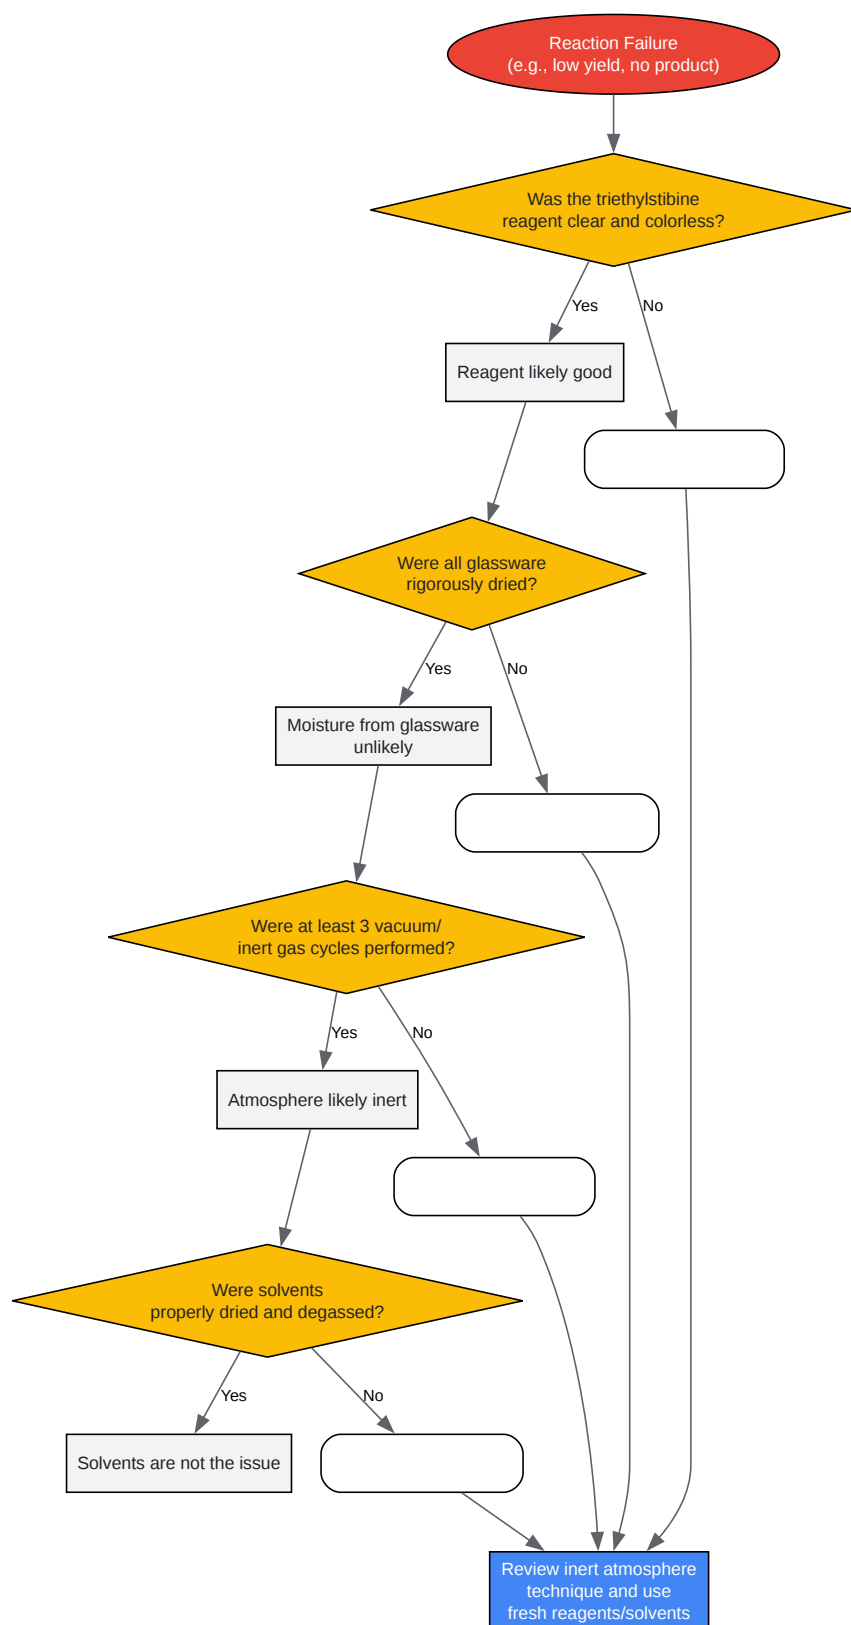 Reaction Failure
(e.g., low yield, no product)
Was the triethylstibine
reagent clear and colorless?
Yes
No
Reagent likely good
Were all glassware
rigorously dried?
Yes
No
Moisture from glassware
unlikely
Were at least 3 vacuum/
inert gas cycles performed?
Yes
No
Atmosphere likely inert
Were solvents
properly dried and degassed?
Yes
No
Solvents are not the issue
Review inert atmosphere
technique and use
fresh reagents/solvents